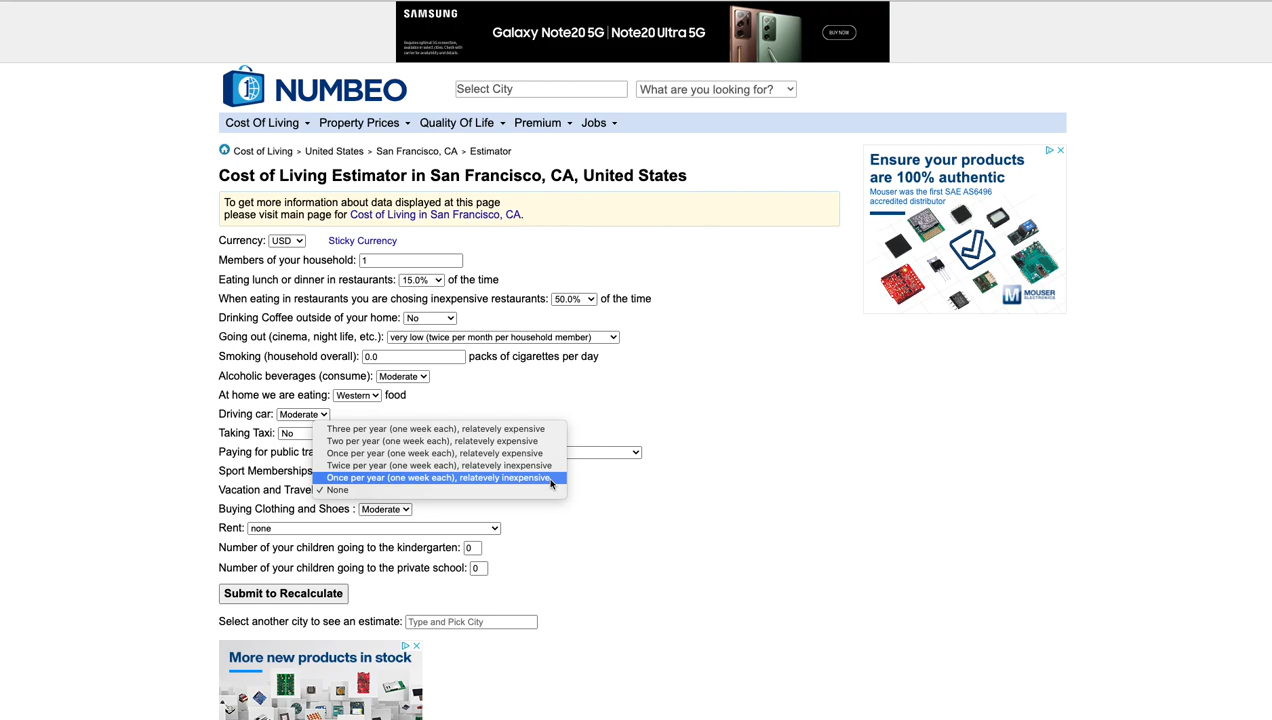 SAMSUNG
Galaxy Note20 5G | Note20 Ultra 5G
BUY NOW
NUMBEO
Select City
What are you looking for?
Cost Of Living Property Prices Quality Of Life Premium Jobs
Cost of Living > United States > San Francisco, CA > Estimator
Cost of Living Estimator in San Francisco, CA, United States
To get more information about data displayed at this page
please visit main page for Cost of Living in San Francisco, CA.
Currency: USD Sticky Currency
Members of your household: 1
Eating lunch or dinner in restaurants: 15.0% of the time
When eating in restaurants you are chosing inexpensive restaurants: 50.0% of the time
Drinking Coffee outside of your home: No
Going out (cinema, night life, etc.): very low (twice per month per household member)
Smoking (household overall): 0.0 packs of cigarettes per day
Alcoholic beverages (consume): Moderate
At home we are eating: Western food
Driving car: Moderate
Taking Taxi: No
Paying for public tra
Sport Memberships
Vacation and Trave
Three per year (one week each), relatevely expensive
Two per year (one week each), relatevely expensive
Once per year (one week each), relatevely expensive
Twice per year (one week each), relatevely inexpensive
Once per year (one week each), relatevely inexpensive
✓ None
Buying Clothing and Shoes : Moderate
Rent: none
Number of your children going to the kindergarten: 0
Number of your children going to the private school: 0
Submit to Recalculate
Select another city to see an estimate: Type and Pick City
More new products in stock
Ensure your products
are 100% authentic
Mouser was the first SAE AS6496
accredited distributor
MOUSER
ELECTRONICS